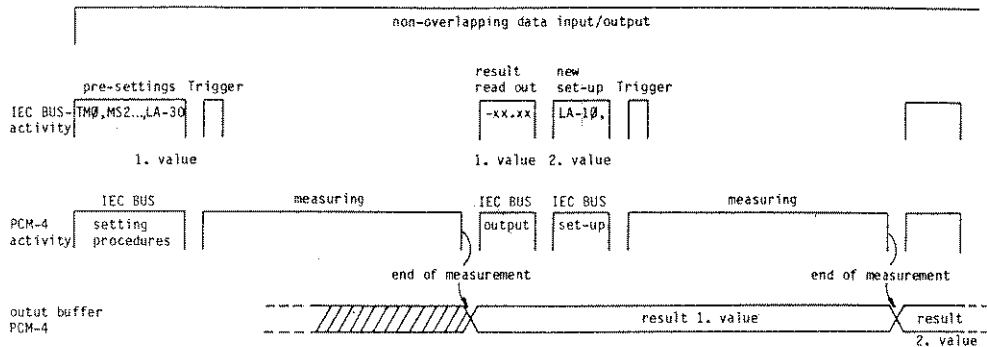 non-overlapping data input/output
result new
pre-settings Trigger read out set-up Trigger
IEC BUS- TMØ,MS2..,LA-30 -xx.xx LA-1Ø,
activity
1. value 1. value 2. value
IEC BUS measuring IEC BUS IEC BUS measuring
PCM-4 setting output set-up
activity procedures
end of measurement end of measurement
outut buffer result 1. value result
PCM-4 2. value